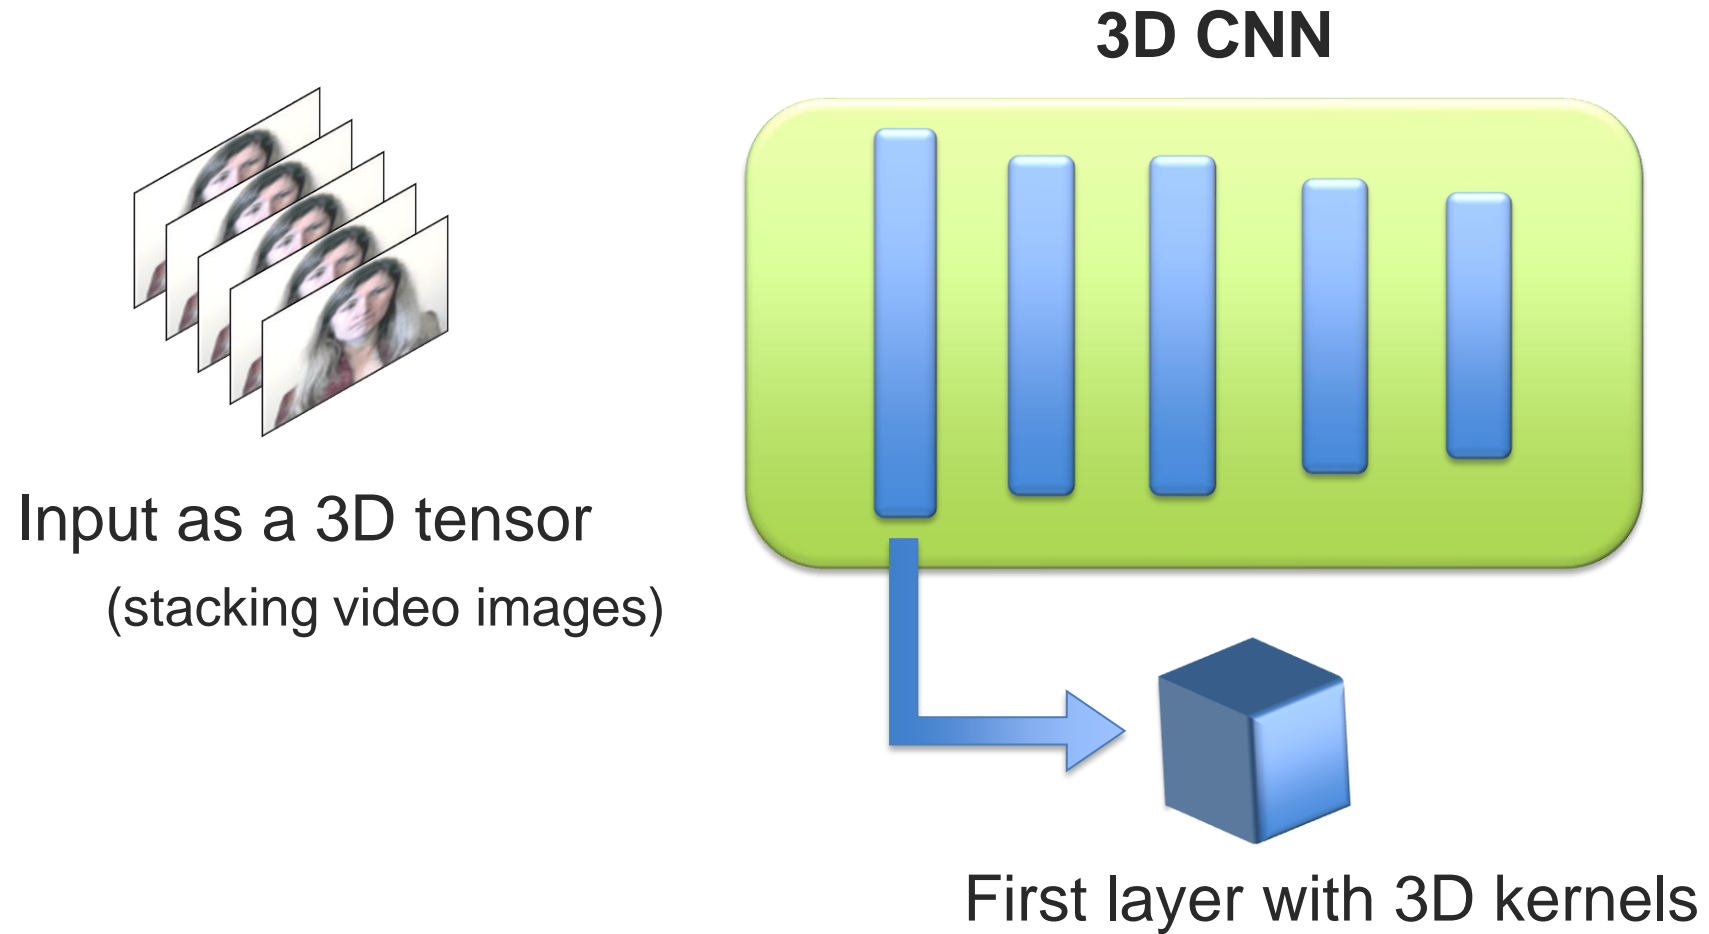 3D CNN
Input as a 3D tensor
(stacking video images)
First layer with 3D kernels